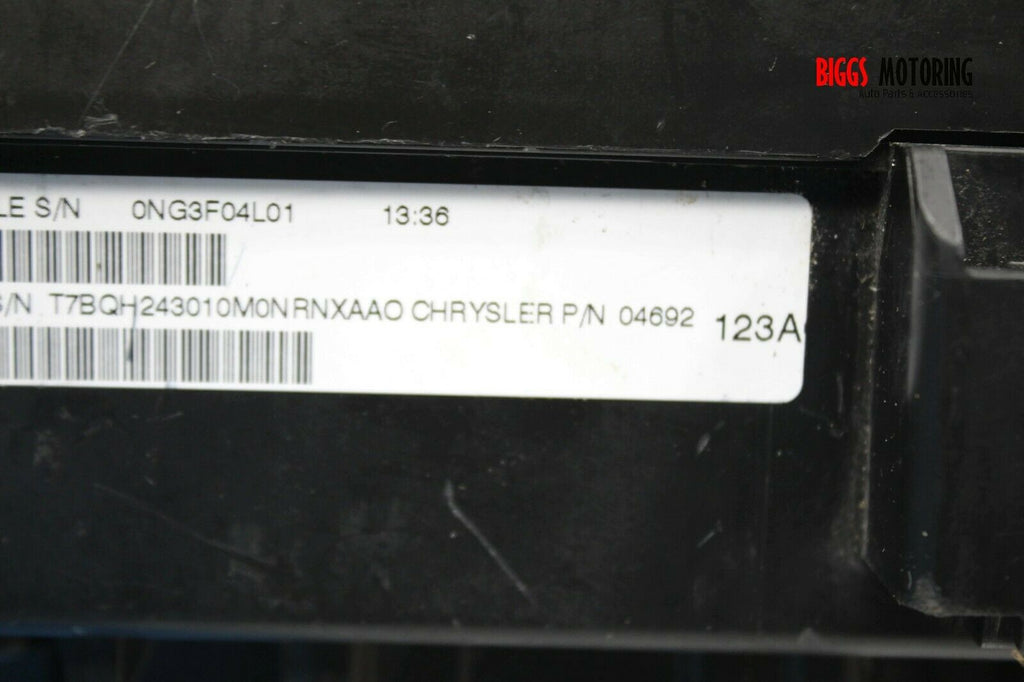 BIGGS MOTORING
Auto Parts & Accessories
LE S/N 0NG3F04L01 13:36
S/N T7BQH243010M0NRNXAAO CHRYSLER P/N 04692 123A